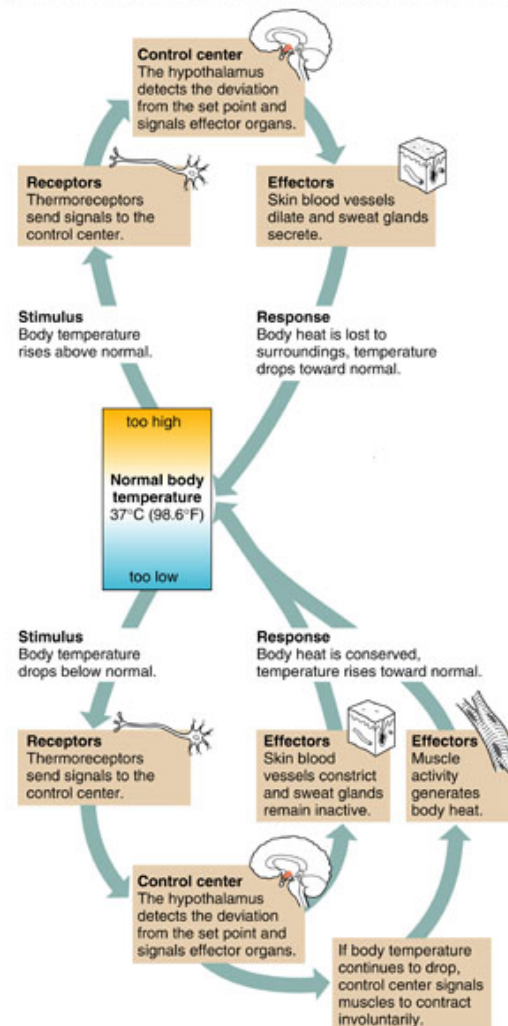 Control center
The hypothalamus
detects the deviation
from the set point and
signals effector organs.
Receptors
Thermoreceptors
send signals to the
control center.
Effectors
Skin blood vessels
dilate and sweat glands
secrete.
Stimulus
Body temperature
rises above normal.
Response
Body heat is lost to
surroundings, temperature
drops toward normal.
too high
Normal body
temperature
37°C (98.6°F)
too low
Stimulus
Body temperature
drops below normal.
Response
Body heat is conserved,
temperature rises toward normal.
Receptors
Thermoreceptors
send signals to the
control center.
Effectors
Skin blood
vessels constrict
and sweat glands
remain inactive.
Effectors
Muscle
activity
generates
body heat.
Control center
The hypothalamus
detects the deviation
from the set point and
signals effector organs.
If body temperature
continues to drop,
control center signals
muscles to contract
involuntarily.